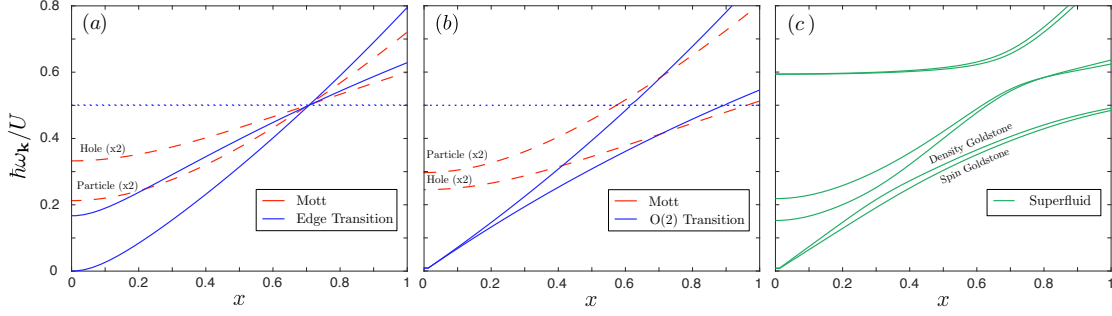 (a)
(b)
(c)
ħω𝐤/U
0.8
0.6
0.4
0.2
0
Hole (x2)
Particle (x2)
Mott
Edge Transition
0 0.2 0.4 0.6 0.8 1
x
Particle (x2)
Hole (x2)
Mott
O(2) Transition
0 0.2 0.4 0.6 0.8 1
x
Density Goldstone
Spin Goldstone
Superfluid
0 0.2 0.4 0.6 0.8 1
x